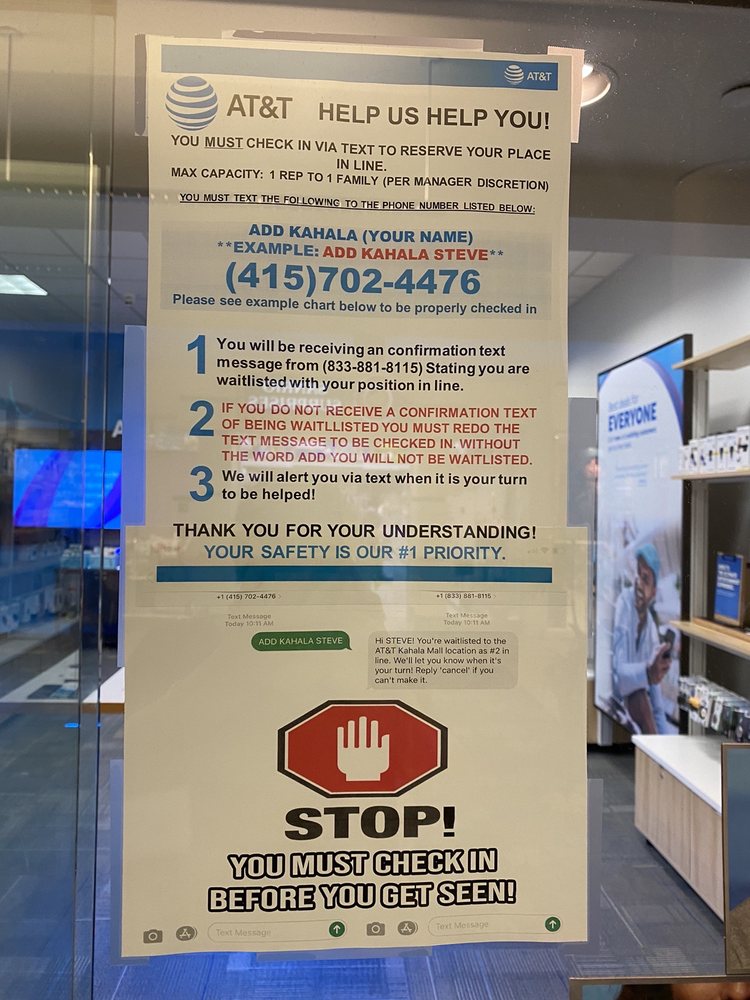 AT&T
AT&T HELP US HELP YOU!
YOU MUST CHECK IN VIA TEXT TO RESERVE YOUR PLACE
IN LINE.
MAX CAPACITY: 1 REP TO 1 FAMILY (PER MANAGER DISCRETION)
YOU MUST TEXT THE FOLLOWING TO THE PHONE NUMBER LISTED BELOW:
ADD KAHALA (YOUR NAME)
**EXAMPLE: ADD KAHALA STEVE**
(415)702-4476
Please see example chart below to be properly checked in
1 You will be receiving an confirmation text
message from (833-881-8115) Stating you are
waitlisted with your position in line.
2 IF YOU DO NOT RECEIVE A CONFIRMATION TEXT
OF BEING WAITLLISTED YOU MUST REDO THE
TEXT MESSAGE TO BE CHECKED IN. WITHOUT
THE WORD ADD YOU WILL NOT BE WAITLISTED.
3 We will alert you via text when it is your turn
to be helped!
THANK YOU FOR YOUR UNDERSTANDING!
YOUR SAFETY IS OUR #1 PRIORITY.
+1 (415) 702-4476
Text Message
Today 10:11 AM
ADD KAHALA STEVE
+1 (833) 881-8115
Text Message
Today 10:11 AM
Hi STEVE! You're waitlisted to the
AT&T Kahala Mall location as #2 in
line. We'll let you know when it's
your turn! Reply 'cancel' if you
can't make it.
STOP!
YOU MUST CHECK IN
BEFORE YOU GET SEEN!
Text Message
Text Message
Best deals for
EVERYONE